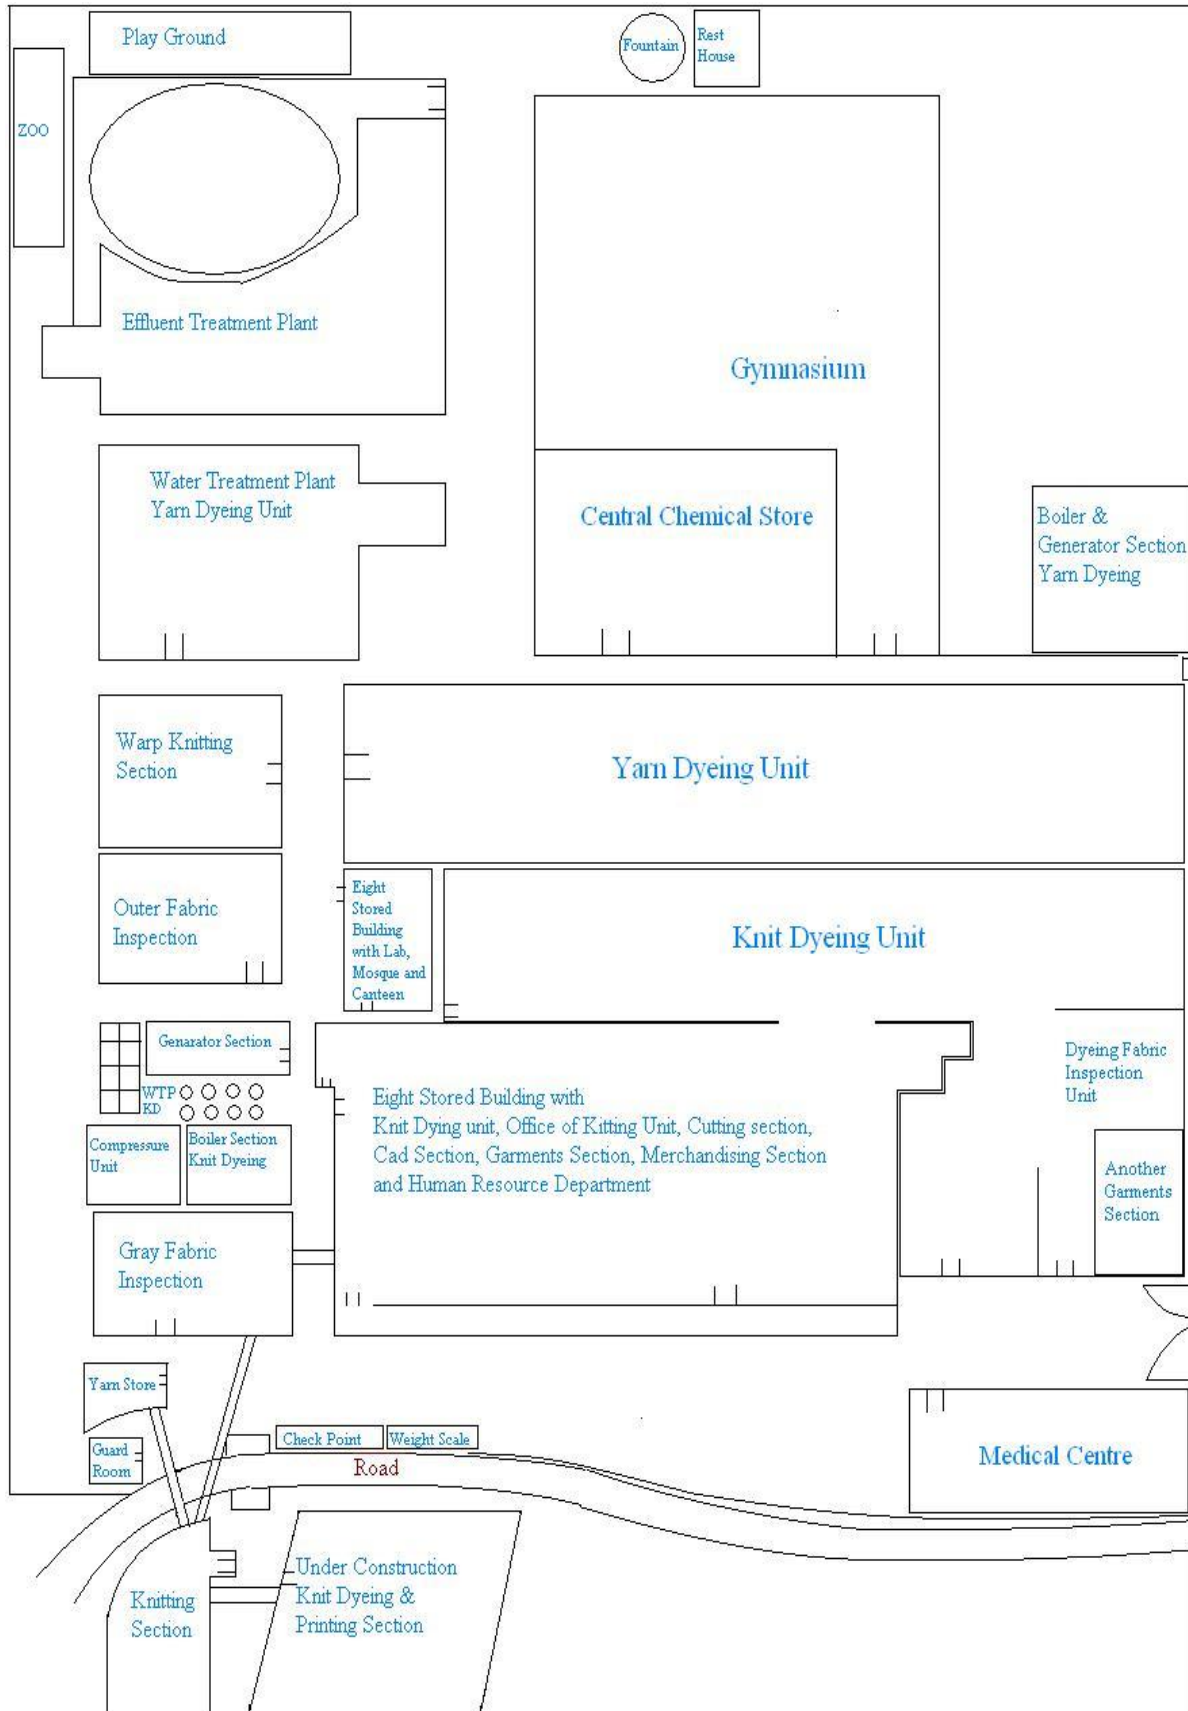 Play Ground
Fountain
Rest
House
ZOO
Effluent Treatment Plant
Gymnasium
Water Treatment Plant
Yarn Dyeing Unit
Central Chemical Store
Boiler &
Generator Section
Yarn Dyeing
Warp Knitting
Section
Yarn Dyeing Unit
Outer Fabric
Inspection
Eight
Stored
Building
with Lab,
Mosque and
Canteen
Knit Dyeing Unit
Genarator Section
WTP
KD
Compressure
Unit
Boiler Section
Knit Dyeing
Eight Stored Building with
Knit Dying unit, Office of Kitting Unit, Cutting section,
Cad Section, Garments Section, Merchandising Section
and Human Resource Department
Dyeing Fabric
Inspection
Unit
Another
Garments
Section
Gray Fabric
Inspection
Yarn Store
Guard
Room
Check Point
Weight Scale
Road
Medical Centre
Knitting
Section
Under Construction
Knit Dyeing &
Printing Section